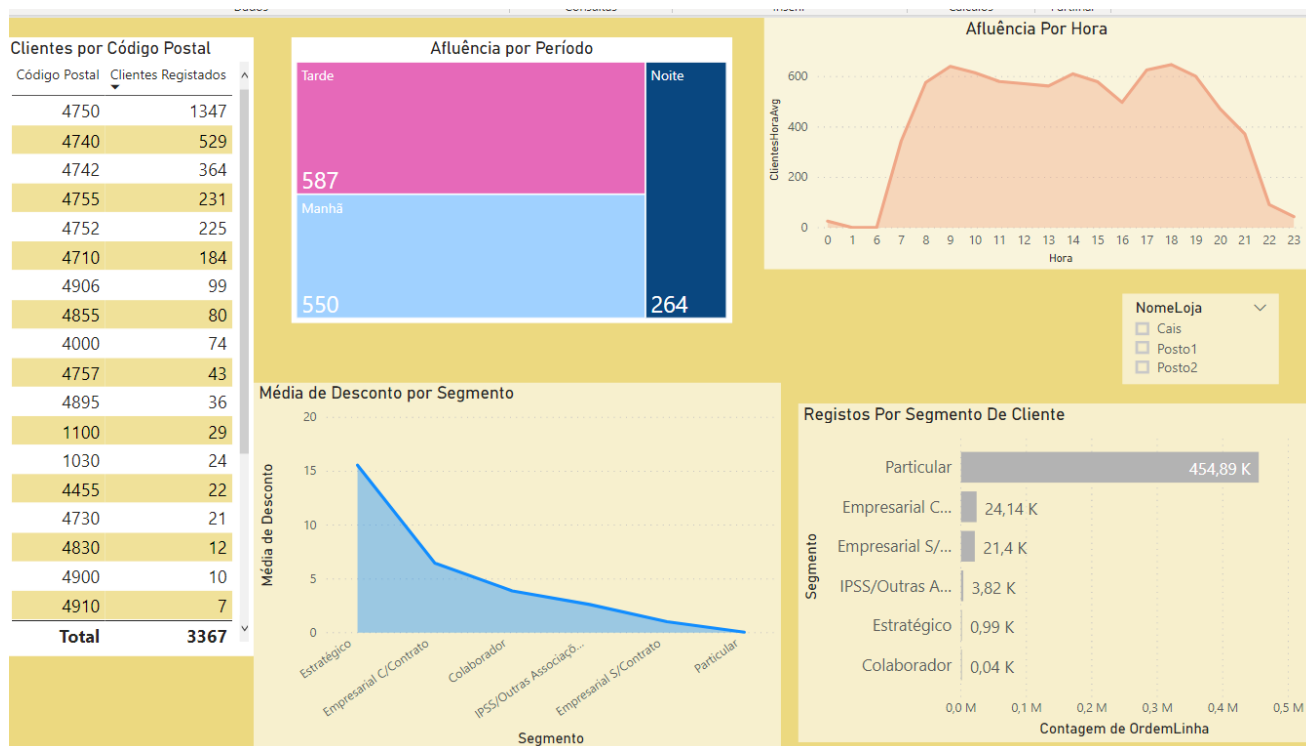 Clientes por Código Postal
Código Postal Clientes Registados
4750 1347
4740 529
4742 364
4755 231
4752 225
4710 184
4906 99
4855 80
4000 74
4757 43
4895 36
1100 29
1030 24
4455 22
4730 21
4830 12
4900 10
4910 7
Total 3367
Afluência por Período
Tarde
587
Manhã
550
Noite
264
Afluência Por Hora
ClientesHoraAvg
600
400
200
0
0 1 6 7 8 9 10 11 12 13 14 15 16 17 18 19 20 21 22 23
Hora
NomeLoja
Cais
Posto1
Posto2
Média de Desconto por Segmento
Média de Desconto
20
15
10
5
0
Estratégico
Empresarial C/Contrato
Colaborador
IPSS/Outras Associaçõ...
Empresarial S/Contrato
Particular
Segmento
Registos Por Segmento De Cliente
Segmento
Particular 454,89 K
Empresarial C... 24,14 K
Empresarial S/... 21,4 K
IPSS/Outras A... 3,82 K
Estratégico 0,99 K
Colaborador 0,04 K
0,0 M 0,1 M 0,2 M 0,3 M 0,4 M 0,5 M
Contagem de OrdemLinha